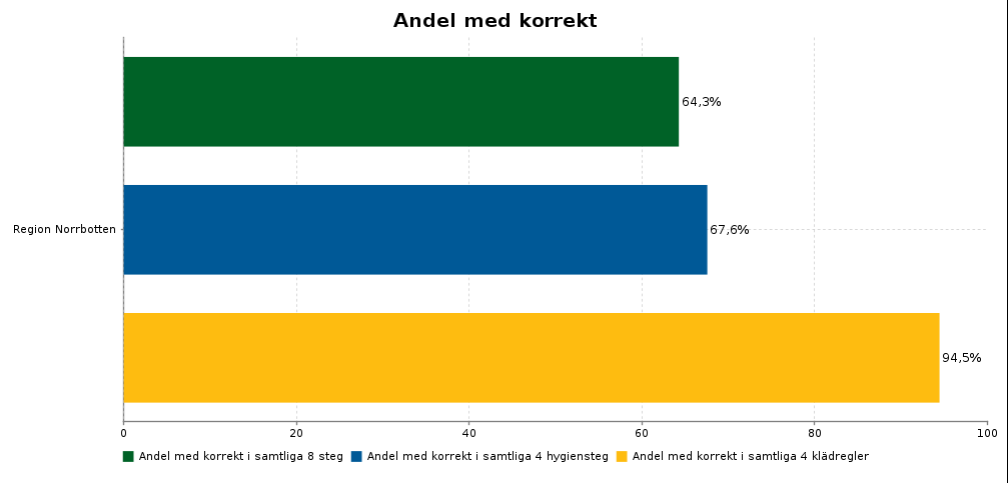 Andel med korrekt
64,3%
Region Norrbotten
67,6%
94,5%
0 20 40 60 80 100
Andel med korrekt i samtliga 8 steg Andel med korrekt i samtliga 4 hygiensteg Andel med korrekt i samtliga 4 klädregler